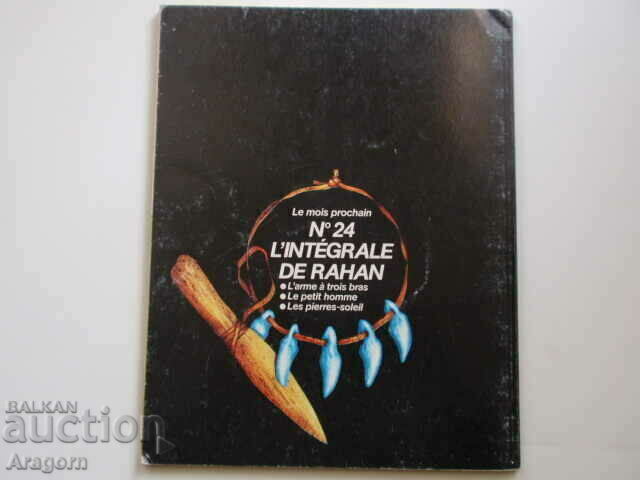 Le mois prochain
N° 24
L'INTÉGRALE
DE RAHAN
● L'arme à trois bras
● Le petit homme
● Les pierres-soleil
BALKAN
auction
Aragorn